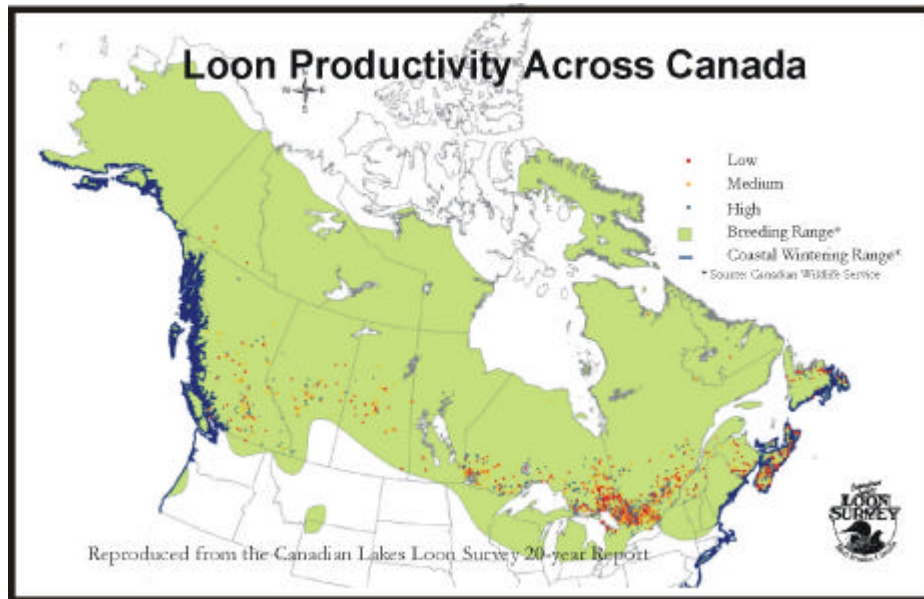 Loon Productivity Across Canada
N
W E
S
Low
Medium
High
Breeding Range*
Coastal Wintering Range*
* Source: Canadian Wildlife Service
LOON
SURVEY
Reproduced from the Canadian Lakes Loon Survey 20-year Report